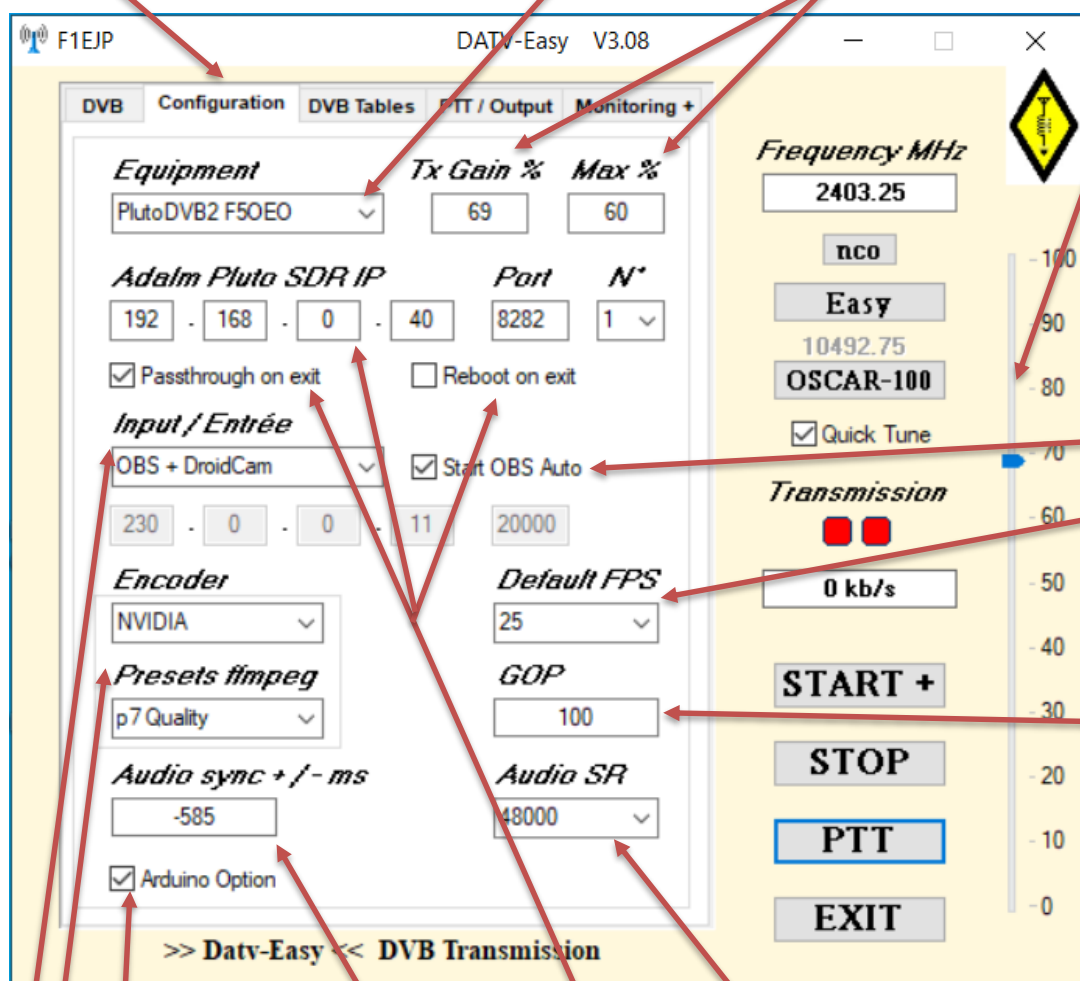 F1EJP DATV-Easy V3.08
DVB Configuration DVB Tables PTT / Output Monitoring +
Equipment Tx Gain % Max %
PlutoDVB2 F5OEO 69 60
Adalm Pluto SDR IP Port N°
192 . 168 . 0 . 40 8282 1
Passthrough on exit Reboot on exit
Input / Entrée
OBS + DroidCam Start OBS Auto
230 . 0 . 0 . 11 20000
Encoder Default FPS
NVIDIA 25
Presets ffmpeg GOP
p7 Quality 100
Audio sync + / - ms Audio SR
-585 48000
Arduino Option
>> Datv-Easy << DVB Transmission
Frequency MHz
2403.25
nco
Easy
10492.75
OSCAR-100
Quick Tune
Transmission
0 kb/s
START +
STOP
PTT
EXIT
100
90
80
70
60
50
40
30
20
10
0